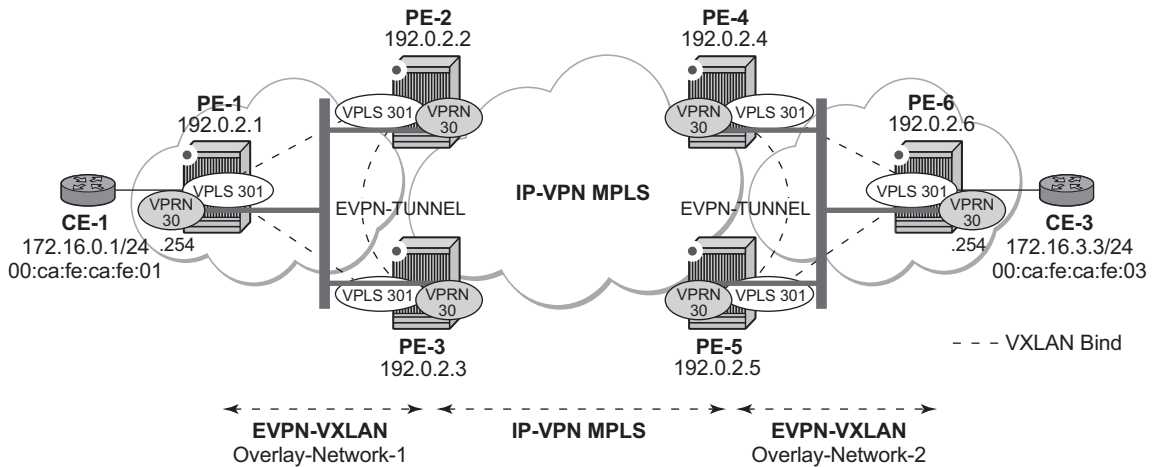 PE-2
192.0.2.2
PE-4
192.0.2.4
PE-1
192.0.2.1
VPLS 301
VPRN
30
VPRN
30
VPLS 301
PE-6
192.0.2.6
VPLS 301
VPRN
30
CE-1
172.16.0.1/24
00:ca:fe:ca:fe:01
.254
EVPN-TUNNEL
IP-VPN MPLS
EVPN-TUNNEL
VPLS 301
VPRN
30
.254
CE-3
172.16.3.3/24
00:ca:fe:ca:fe:03
VPLS 301
VPRN
30
VPRN
30
VPLS 301
PE-3
192.0.2.3
PE-5
192.0.2.5
VXLAN Bind
EVPN-VXLAN
Overlay-Network-1
IP-VPN MPLS
EVPN-VXLAN
Overlay-Network-2